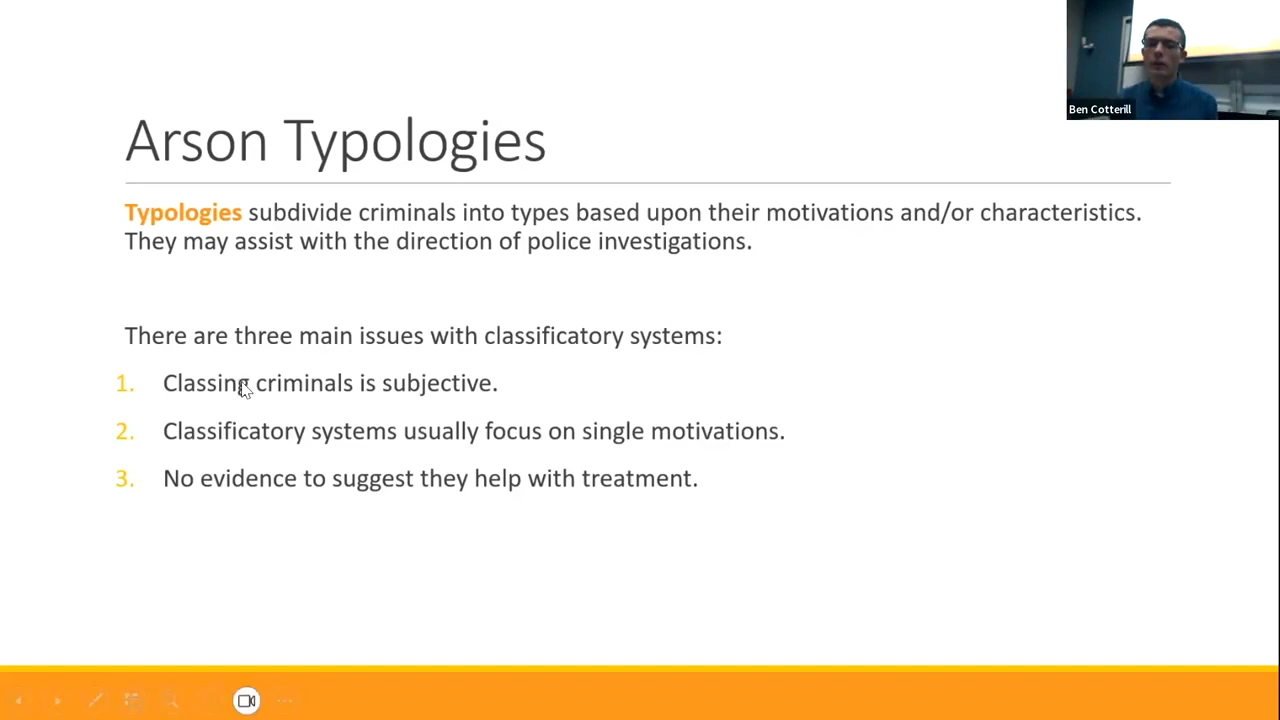 Ben Cotterill
Arson Typologies
Typologies subdivide criminals into types based upon their motivations and/or characteristics.
They may assist with the direction of police investigations.
There are three main issues with classificatory systems:
1. Classing criminals is subjective.
2. Classificatory systems usually focus on single motivations.
3. No evidence to suggest they help with treatment.